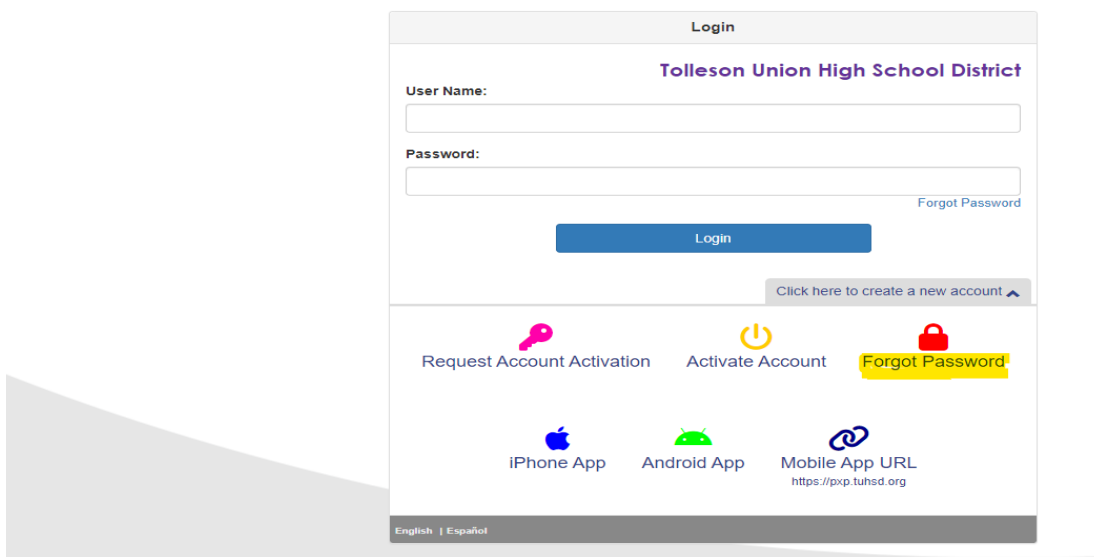 Login
Tolleson Union High School District
User Name:
Password:
Forgot Password
Login
Click here to create a new account
Request Account Activation
Activate Account
Forgot Password
iPhone App
Android App
Mobile App URL
https://pxp.tuhsd.org
English | Español